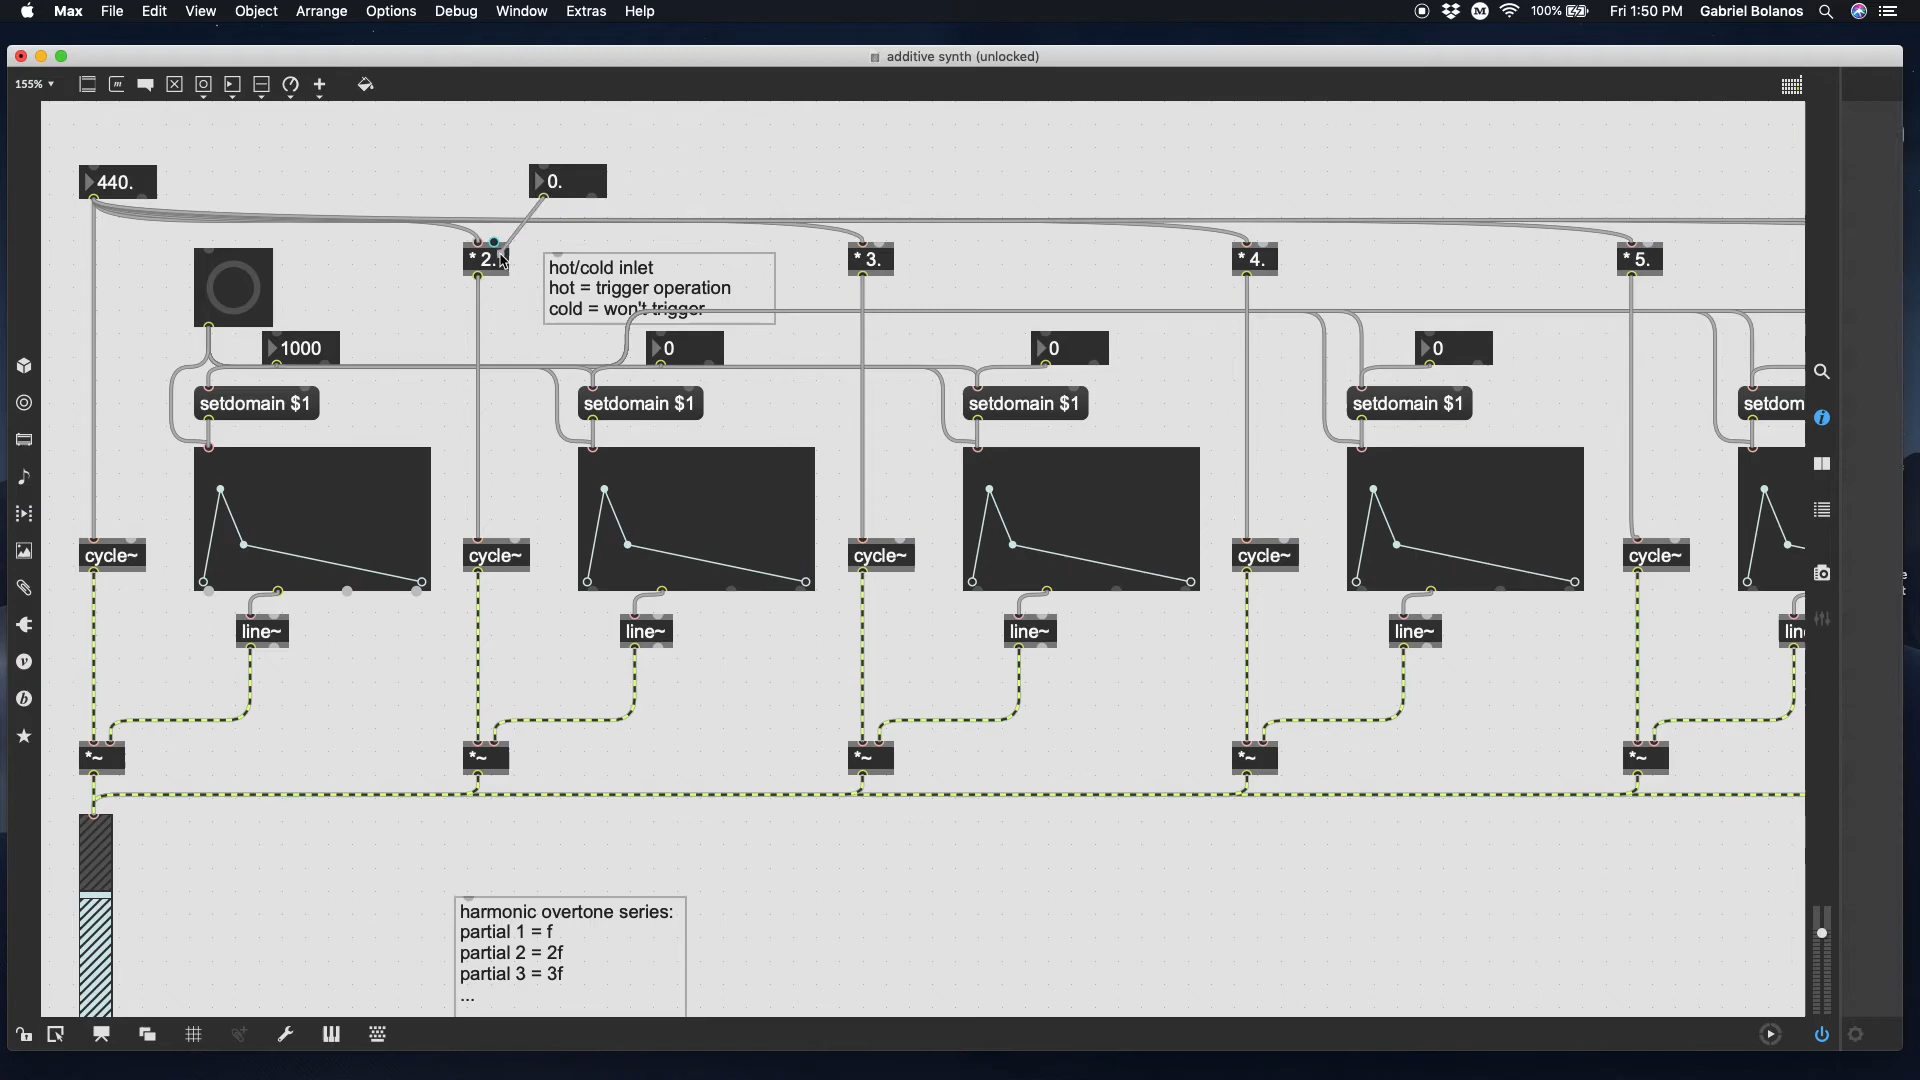 Max File Edit View Object Arrange Options Debug Window Extras Help
M 100% Fri 1:50 PM Gabriel Bolanos
additive synth (unlocked)
155%
440. 0.
* 2. * 3. * 4. * 5.
hot/cold inlet
hot = trigger operation
cold = won't trigger
1000 0 0 0
setdomain $1 setdomain $1 setdomain $1 setdomain $1 setdom
cycle~ cycle~ cycle~ cycle~ cycle~
line~ line~ line~ line~ line
*~ *~ *~ *~ *~
harmonic overtone series:
partial 1 = f
partial 2 = 2f
partial 3 = 3f
...